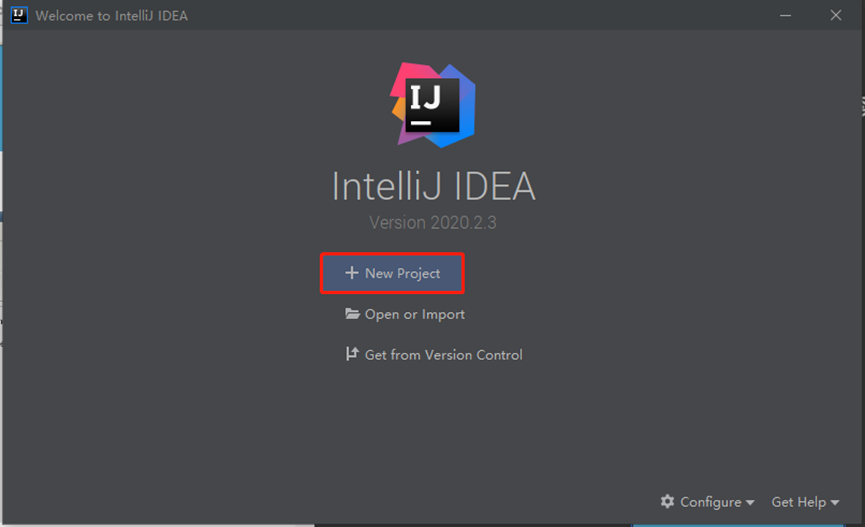 IJ Welcome to IntelliJ IDEA
IJ
IntelliJ IDEA
Version 2020.2.3
New Project
Open or Import
Get from Version Control
Configure Get Help